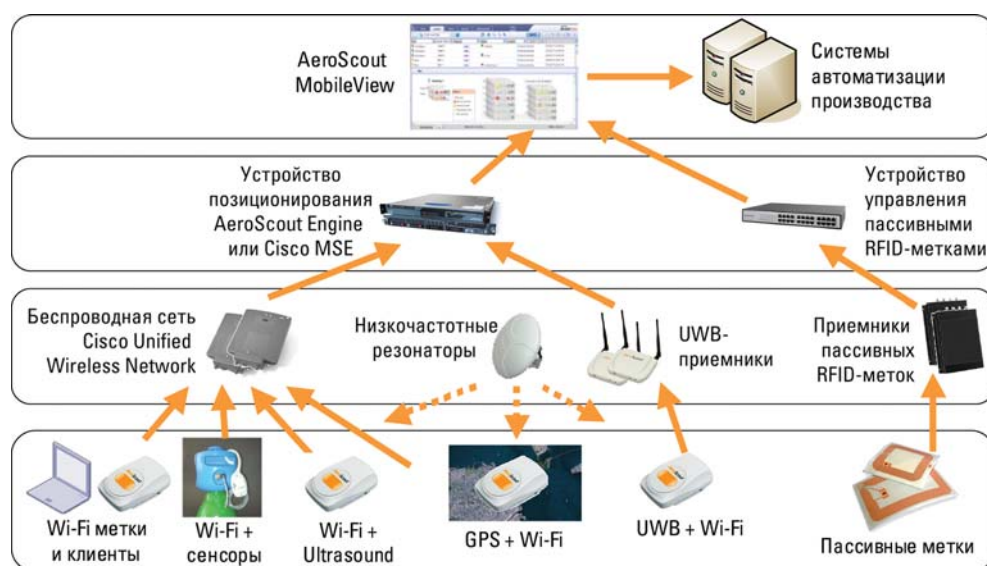 AeroScout
MobileView
Системы
автоматизации
производства
Устройство
позиционирования
AeroScout Engine
или Cisco MSE
Устройство
управления
пассивными
RFID-метками
Беспроводная сеть
Cisco Unified
Wireless Network
Низкочастотные
резонаторы
UWB-
приемники
Приемники
пассивных
RFID-меток
Wi-Fi метки
и клиенты
Wi-Fi +
сенсоры
Wi-Fi +
Ultrasound
GPS + Wi-Fi
UWB + Wi-Fi
Пассивные метки